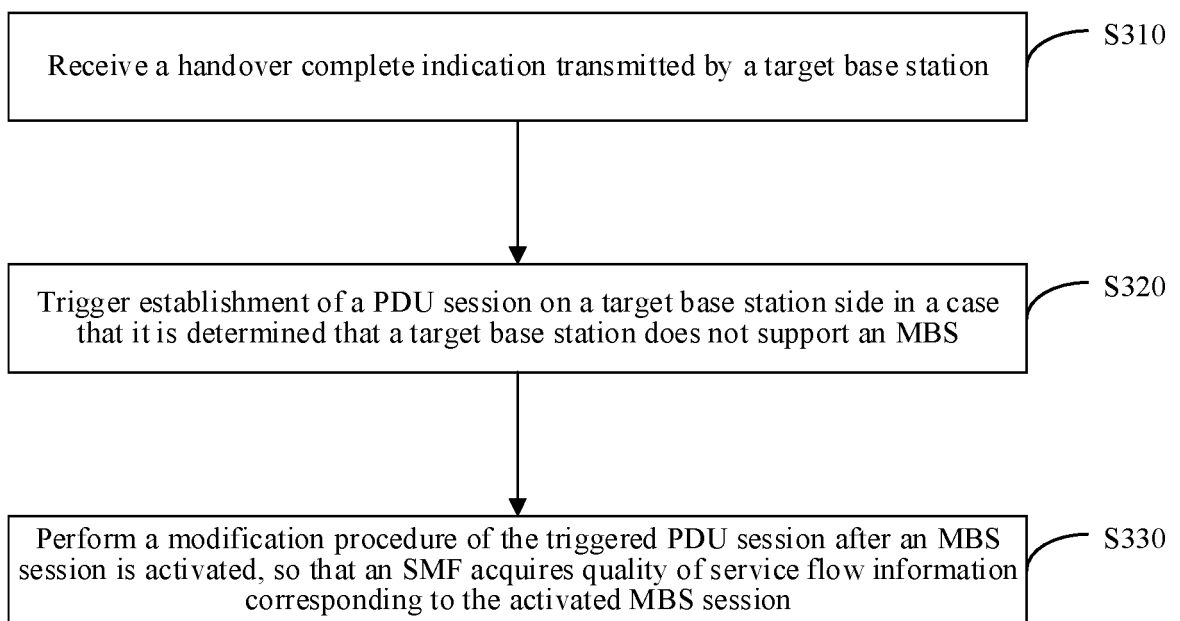 Receive a handover complete indication transmitted by a target base station
S310
Trigger establishment of a PDU session on a target base station side in a case
that it is determined that a target base station does not support an MBS
S320
Perform a modification procedure of the triggered PDU session after an MBS
session is activated, so that an SMF acquires quality of service flow information
corresponding to the activated MBS session
S330